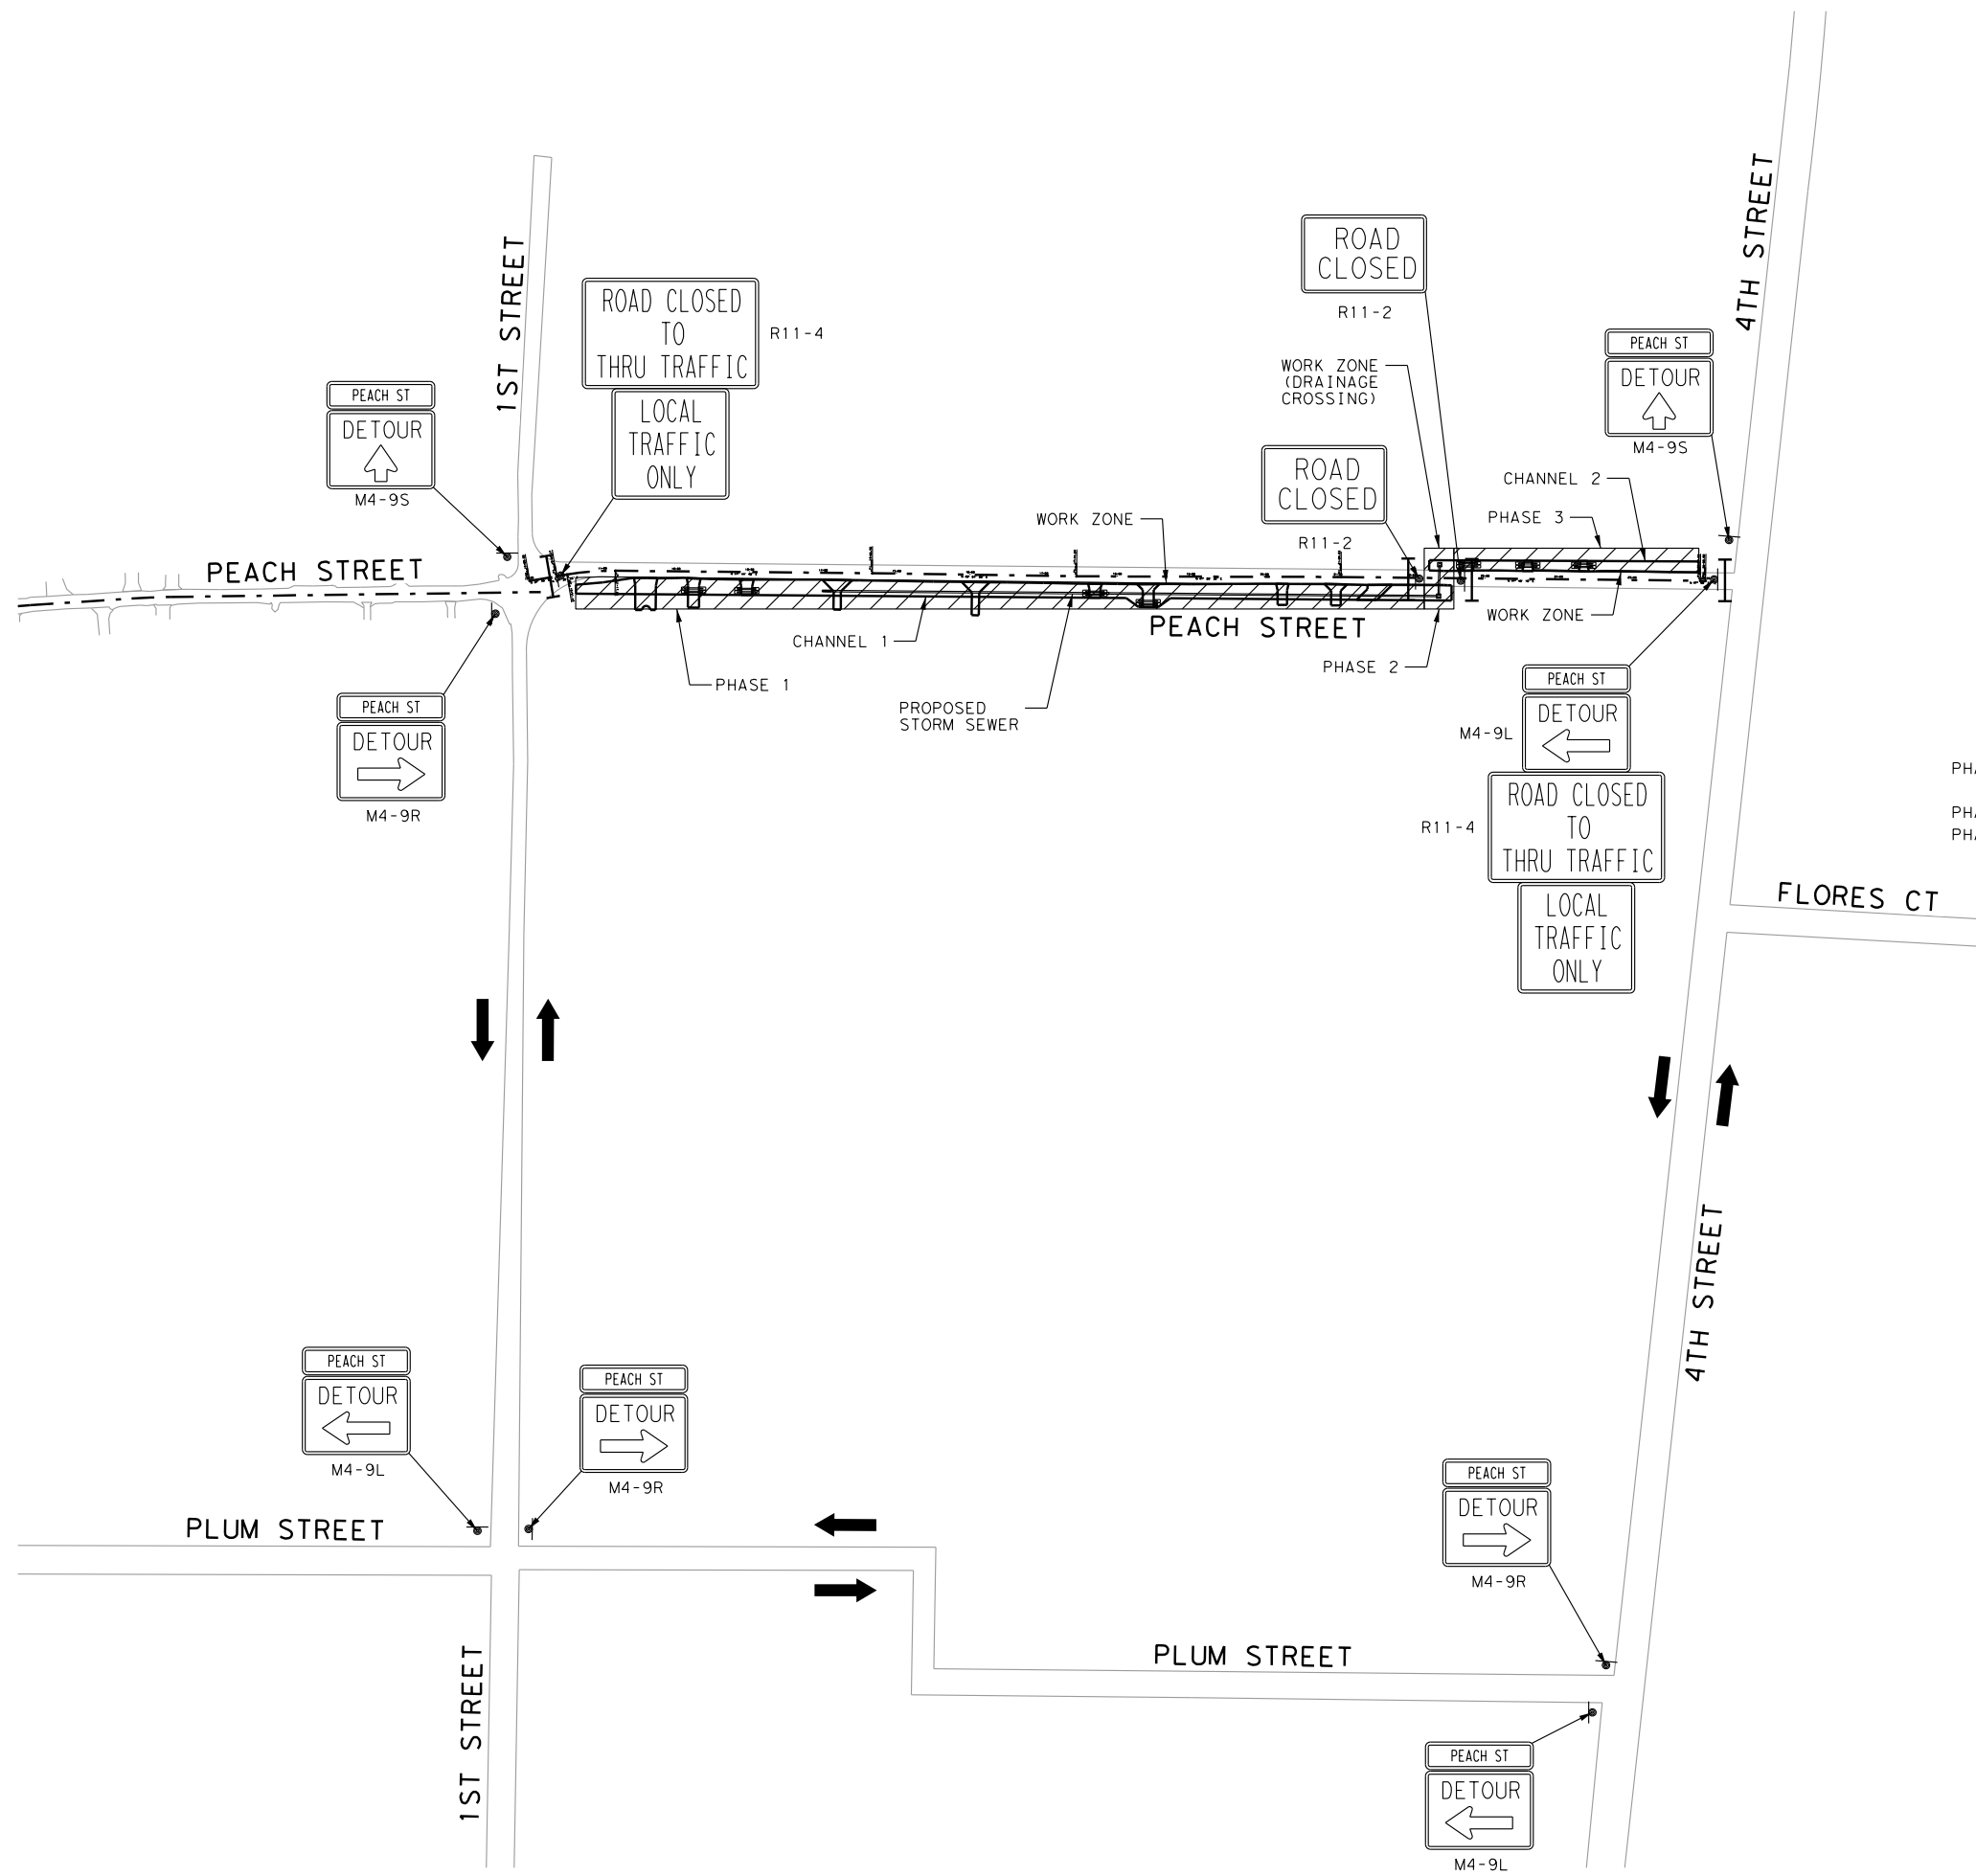 4TH STREET
1ST STREET
ROAD
CLOSED
R11-2
ROAD CLOSED
TO
THRU TRAFFIC
R11-4
LOCAL
TRAFFIC
ONLY
PEACH ST
DETOUR
M4-9S
WORK ZONE
(DRAINAGE
CROSSING)
PEACH ST
DETOUR
M4-9S
ROAD
CLOSED
R11-2
CHANNEL 2
PHASE 3
WORK ZONE
PEACH STREET
WORK ZONE
PEACH STREET
CHANNEL 1
PHASE 2
PHASE 1
PROPOSED
STORM SEWER
PEACH ST
DETOUR
M4-9R
PEACH ST
DETOUR
M4-9L
ROAD CLOSED
TO
THRU TRAFFIC
R11-4
LOCAL
TRAFFIC
ONLY
PHA
PHA
PHA
FLORES CT
4TH STREET
PEACH ST
DETOUR
M4-9L
PEACH ST
DETOUR
M4-9R
PLUM STREET
PEACH ST
DETOUR
M4-9R
PLUM STREET
1ST STREET
PEACH ST
DETOUR
M4-9L